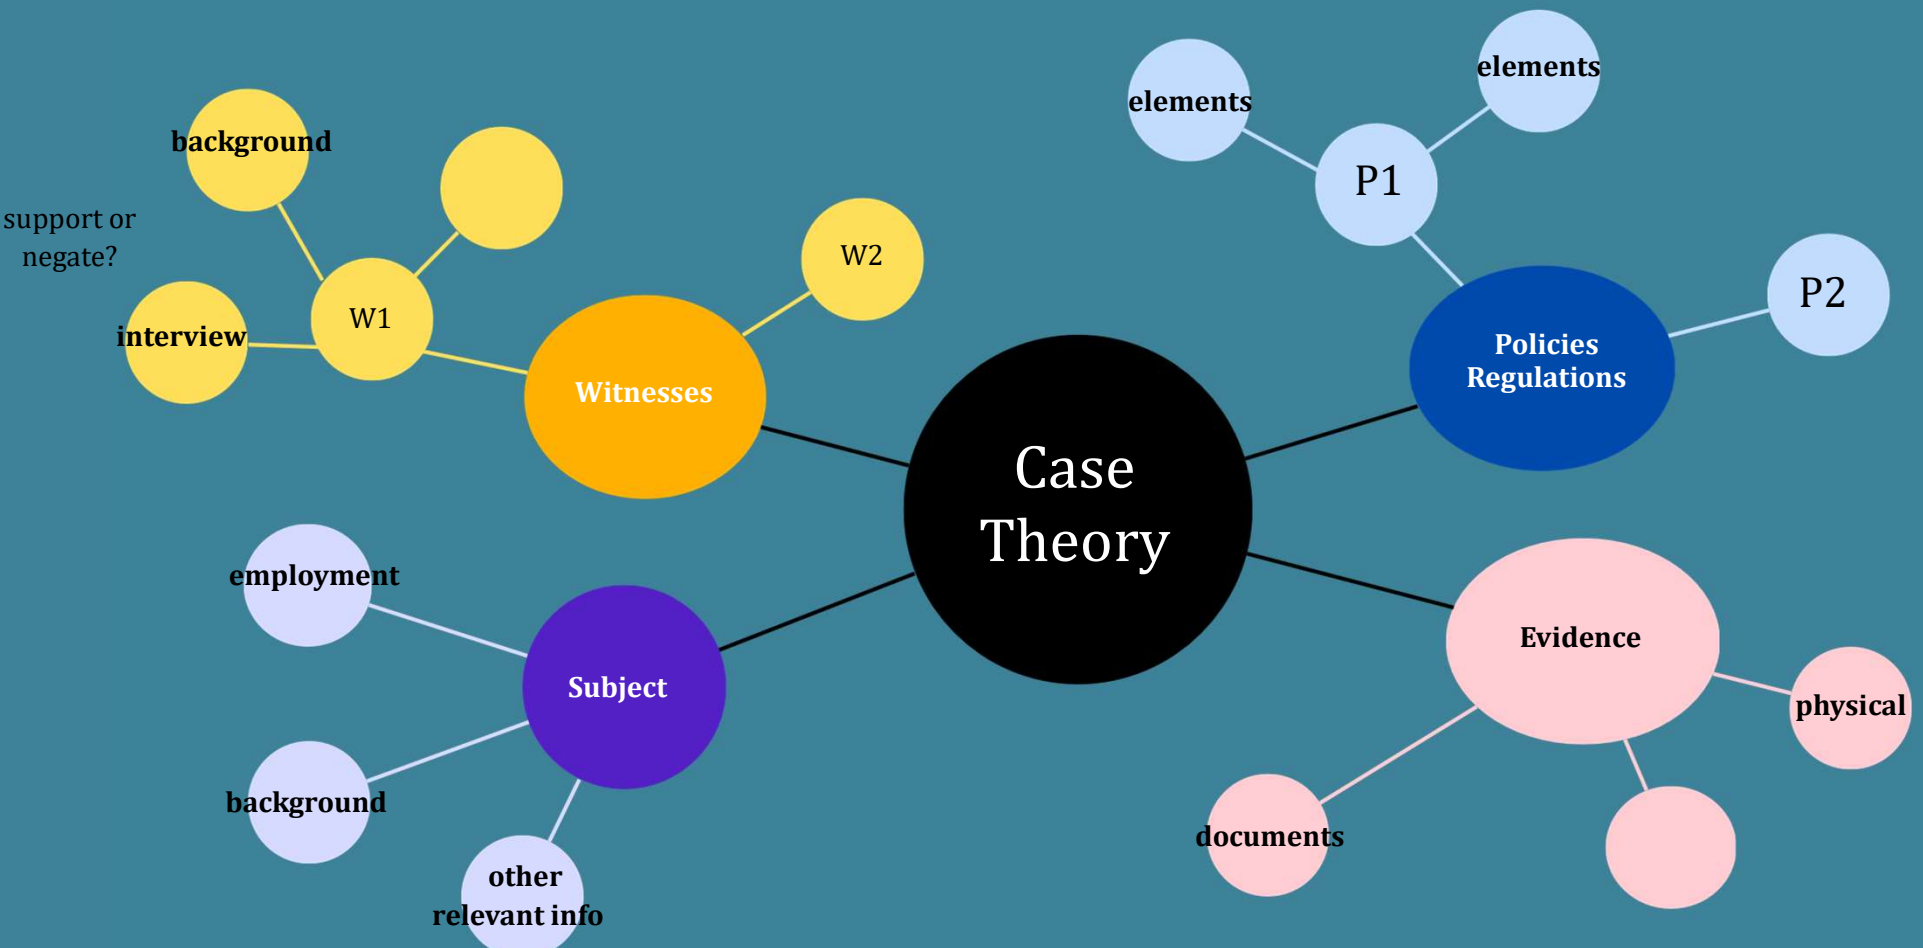 Case
Theory
Witnesses
W1
background
support or
negate?
interview
W2
Policies
Regulations
P1
elements
elements
P2
Subject
employment
background
other
relevant info
Evidence
physical
documents